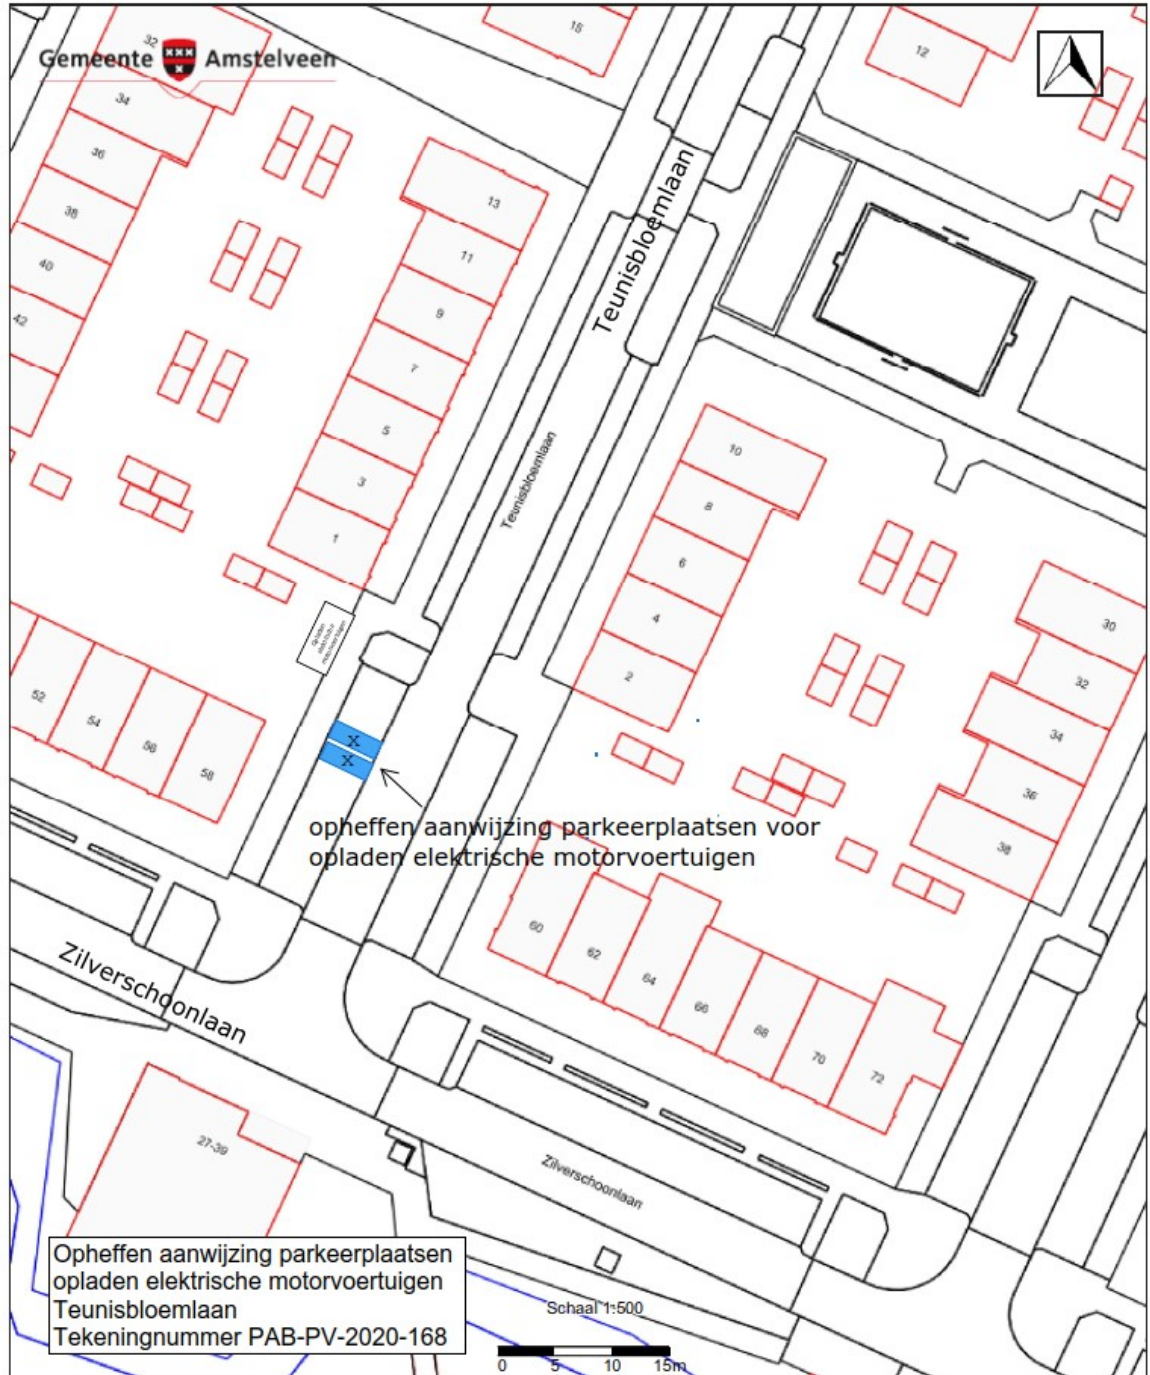 Gemeente Amstelveen
32
34
36
38
40
42
15
12
13
11
9
7
5
3
1
Teunisbloemlaan
Teunisbloemlaan
10
8
6
4
2
30
32
34
36
38
Opladen
elektrische
motorvoertuigen
52
54
56
58
X
X
opheffen aanwijzing parkeerplaatsen voor
opladen elektrische motorvoertuigen
60
62
64
66
68
70
72
Zilverschoonlaan
Zilverschoonlaan
27-39
Opheffen aanwijzing parkeerplaatsen
opladen elektrische motorvoertuigen
Teunisbloemlaan
Tekeningnummer PAB-PV-2020-168
Schaal 1:500
0 5 10 15m